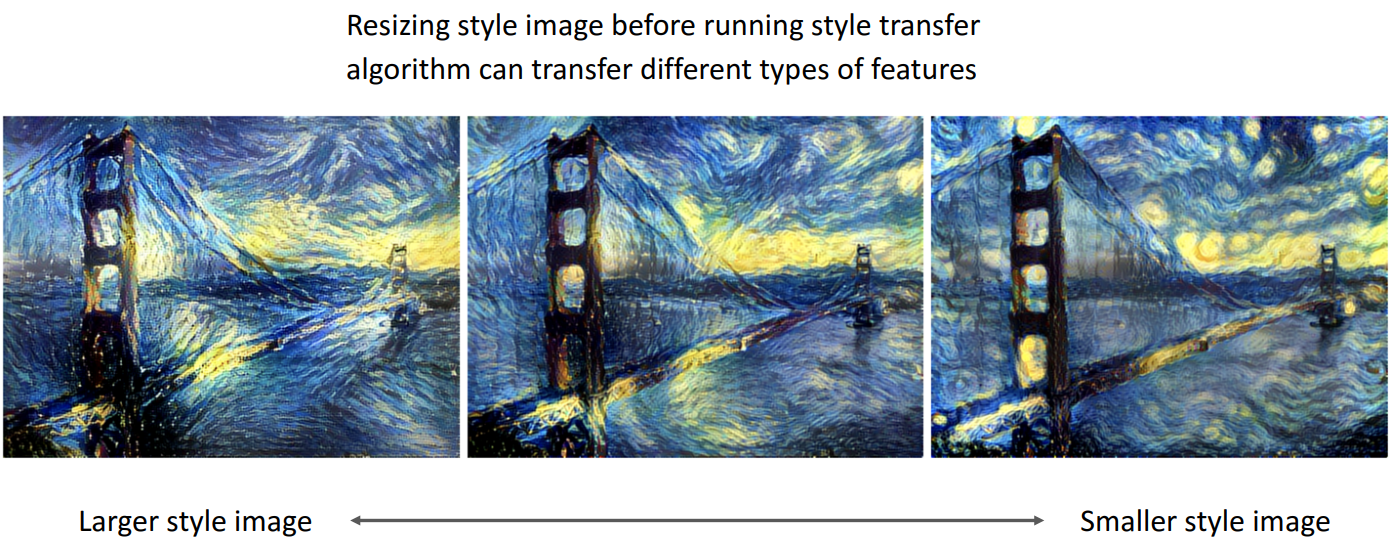 Resizing style image before running style transfer
algorithm can transfer different types of features
Larger style image
Smaller style image